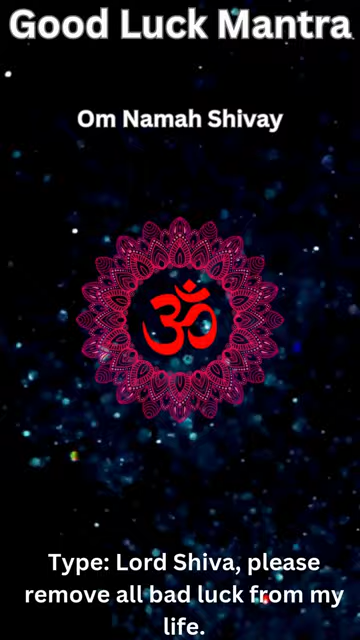 Good Luck Mantra
Om Namah Shivay
ॐ
Type: Lord Shiva, please
remove all bad luck from my
life.